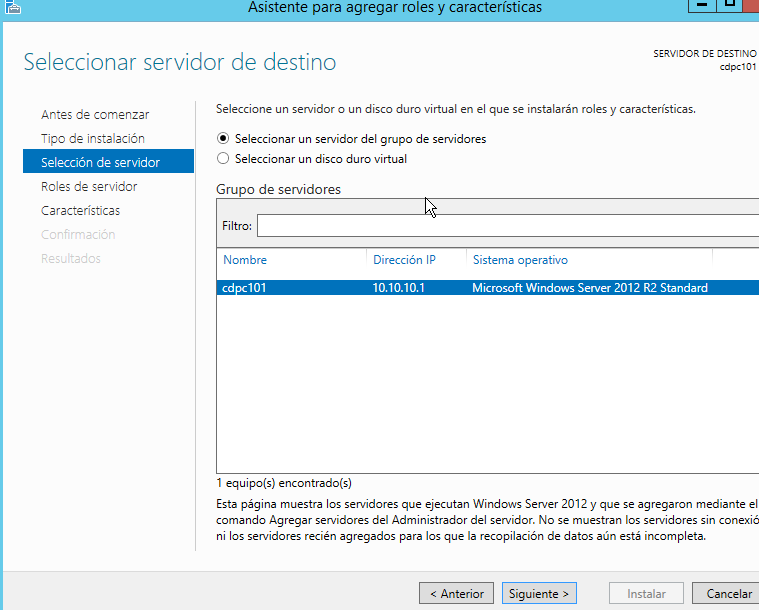 Asistente para agregar roles y características
Seleccionar servidor de destino
SERVIDOR DE DESTINO
cdpc101
Antes de comenzar
Tipo de instalación
Selección de servidor
Roles de servidor
Características
Confirmación
Resultados
Seleccione un servidor o un disco duro virtual en el que se instalarán roles y características.
Seleccionar un servidor del grupo de servidores
Seleccionar un disco duro virtual
Grupo de servidores
Filtro:
Nombre Dirección IP Sistema operativo
cdpc101 10.10.10.1 Microsoft Windows Server 2012 R2 Standard
1 equipo(s) encontrado(s)
Esta página muestra los servidores que ejecutan Windows Server 2012 y que se agregaron mediante el
comando Agregar servidores del Administrador del servidor. No se muestran los servidores sin conexió
ni los servidores recién agregados para los que la recopilación de datos aún está incompleta.
< Anterior Siguiente > Instalar Cancelar